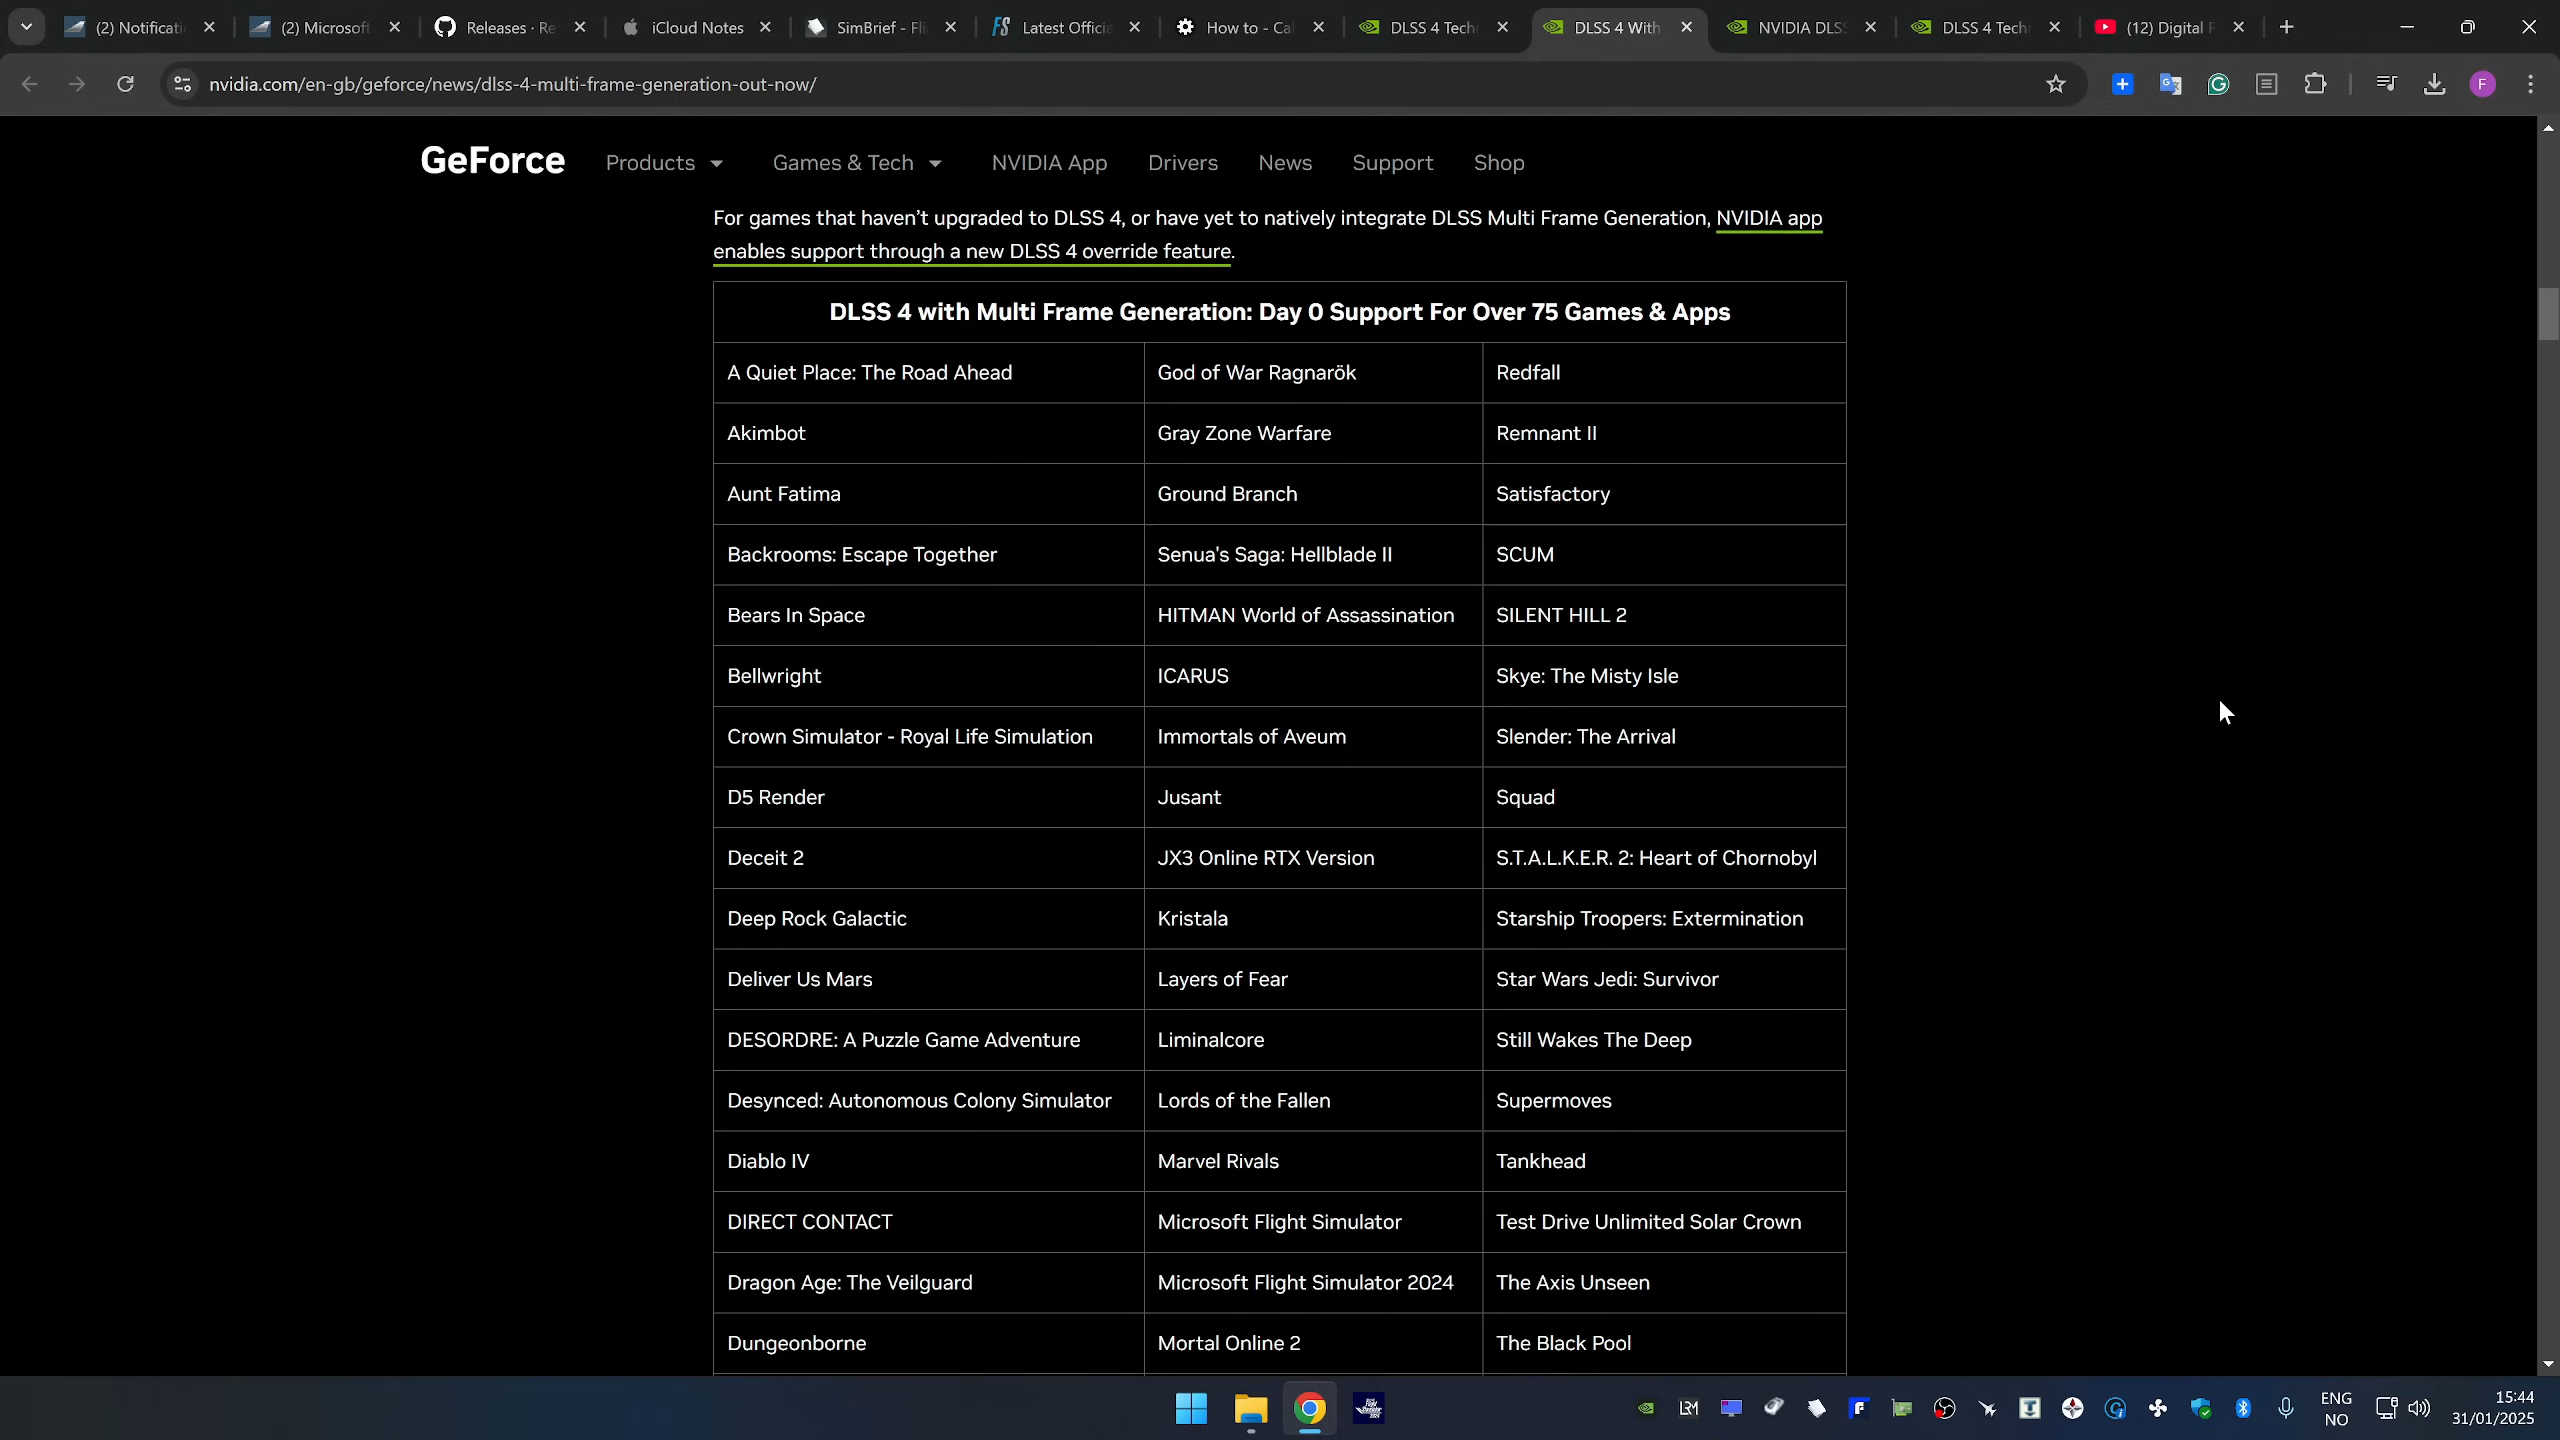 (2) Notificati
(2) Microsoft
Releases · Re
iCloud Notes
SimBrief - Fli
Latest Officia
How to - Cal
DLSS 4 Tech
DLSS 4 With
NVIDIA DLSS
DLSS 4 Tech
(12) Digital F
nvidia.com/en-gb/geforce/news/dlss-4-multi-frame-generation-out-now/
F
GeForce Products Games & Tech NVIDIA App Drivers News Support Shop
For games that haven’t upgraded to DLSS 4, or have yet to natively integrate DLSS Multi Frame Generation, NVIDIA app
enables support through a new DLSS 4 override feature.
DLSS 4 with Multi Frame Generation: Day 0 Support For Over 75 Games & Apps
A Quiet Place: The Road Ahead God of War Ragnarök Redfall
Akimbot Gray Zone Warfare Remnant II
Aunt Fatima Ground Branch Satisfactory
Backrooms: Escape Together Senua's Saga: Hellblade II SCUM
Bears In Space HITMAN World of Assassination SILENT HILL 2
Bellwright ICARUS Skye: The Misty Isle
Crown Simulator - Royal Life Simulation Immortals of Aveum Slender: The Arrival
D5 Render Jusant Squad
Deceit 2 JX3 Online RTX Version S.T.A.L.K.E.R. 2: Heart of Chornobyl
Deep Rock Galactic Kristala Starship Troopers: Extermination
Deliver Us Mars Layers of Fear Star Wars Jedi: Survivor
DESORDRE: A Puzzle Game Adventure Liminalcore Still Wakes The Deep
Desynced: Autonomous Colony Simulator Lords of the Fallen Supermoves
Diablo IV Marvel Rivals Tankhead
DIRECT CONTACT Microsoft Flight Simulator Test Drive Unlimited Solar Crown
Dragon Age: The Veilguard Microsoft Flight Simulator 2024 The Axis Unseen
Dungeonborne Mortal Online 2 The Black Pool
ENG
NO
15:44
31/01/2025